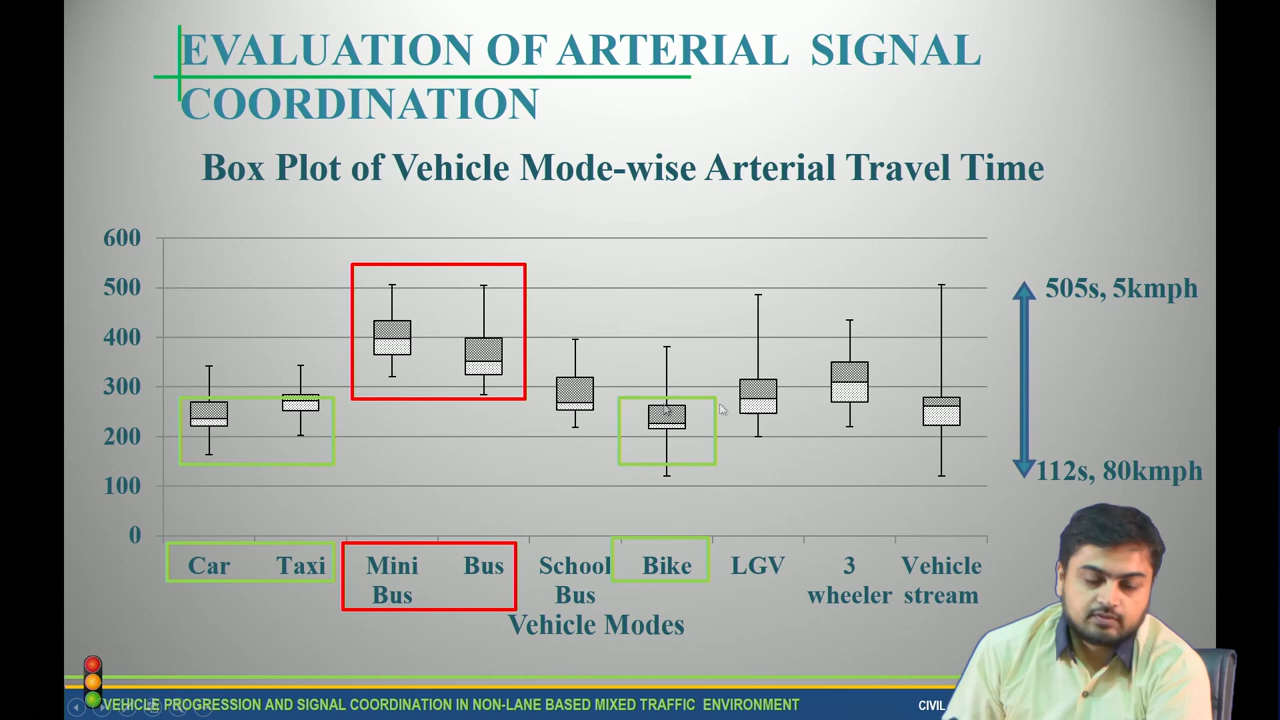 EVALUATION OF ARTERIAL SIGNAL
COORDINATION
Box Plot of Vehicle Mode-wise Arterial Travel Time
600
500
400
300
200
100
0
505s, 5kmph
112s, 80kmph
Car
Taxi
Mini
Bus
Bus
School
Bus
Bike
LGV
3
wheeler
Vehicle
stream
Vehicle Modes
VEHICLE PROGRESSION AND SIGNAL COORDINATION IN NON-LANE BASED MIXED TRAFFIC ENVIRONMENT
CIVIL